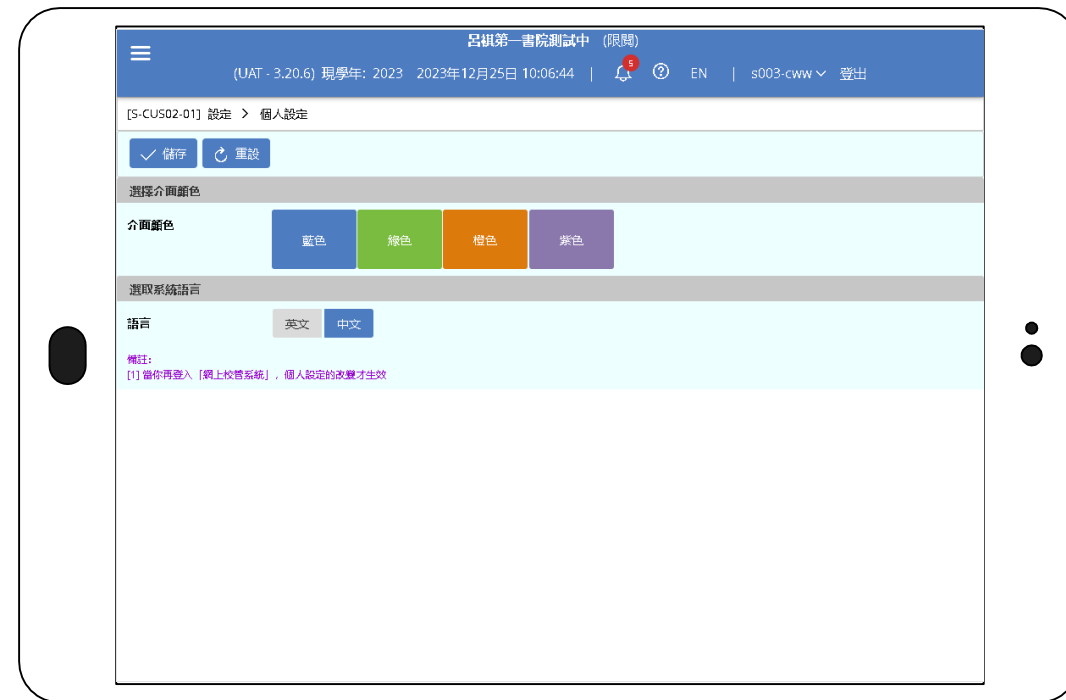 呂祺第一書院測試中 (限閱)
(UAT - 3.20.6) 現學年: 2023 2023年12月25日 10:06:44 | 5 EN | s003-cww 登出
[S-CUS02-01] 設定 > 個人設定
儲存 重設
選擇介面顏色
介面顏色 藍色 綠色 橙色 紫色
選取系統語言
語言 英文 中文
備註:
[1] 當你再登入「網上校管系統」, 個人設定的改變才生效